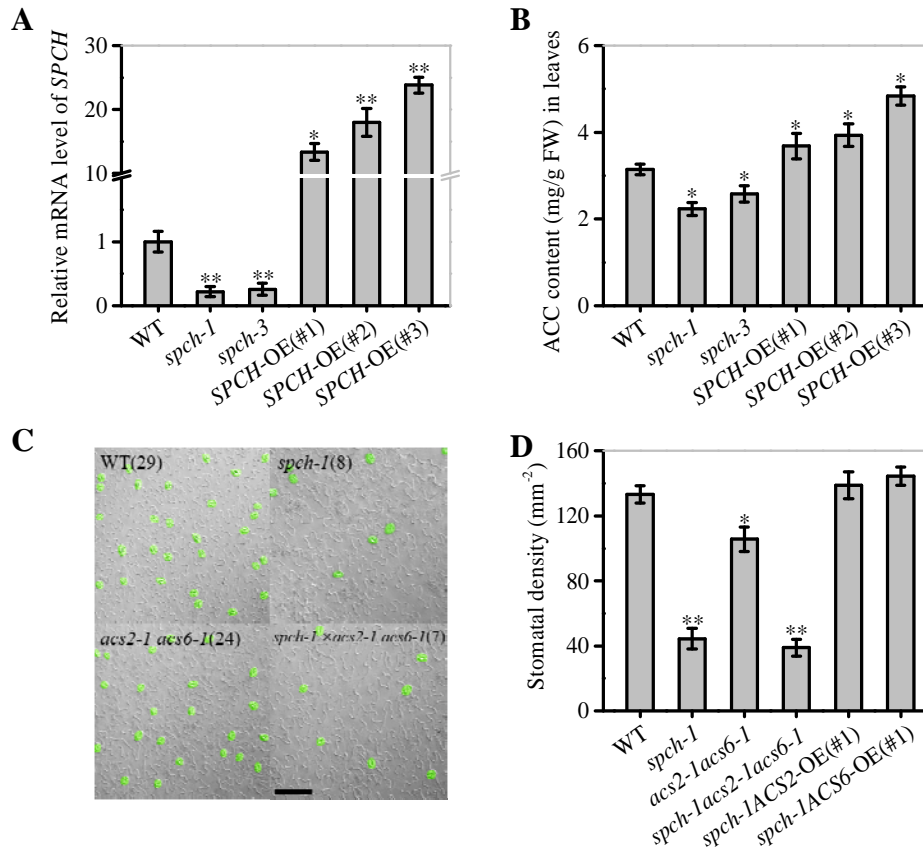 A
Relative mRNA level of SPCH
30
20
10
1
0
**
**
*
**
**
WT
spch-1
spch-3
SPCH-OE(#1)
SPCH-OE(#2)
SPCH-OE(#3)
B
ACC content (mg/g FW) in leaves
6
4
2
0
*
*
*
*
*
WT
spch-1
spch-3
SPCH-OE(#1)
SPCH-OE(#2)
SPCH-OE(#3)
C
WT(29)
spch-1(8)
acs2-1 acs6-1(24)
spch-1×acs2-1 acs6-1(7)
D
Stomatal density (mm⁻²)
160
120
80
40
0
**
*
**
WT
spch-1
acs2-1acs6-1
spch-1acs2-1acs6-1
spch-1ACS2-OE(#1)
spch-1ACS6-OE(#1)